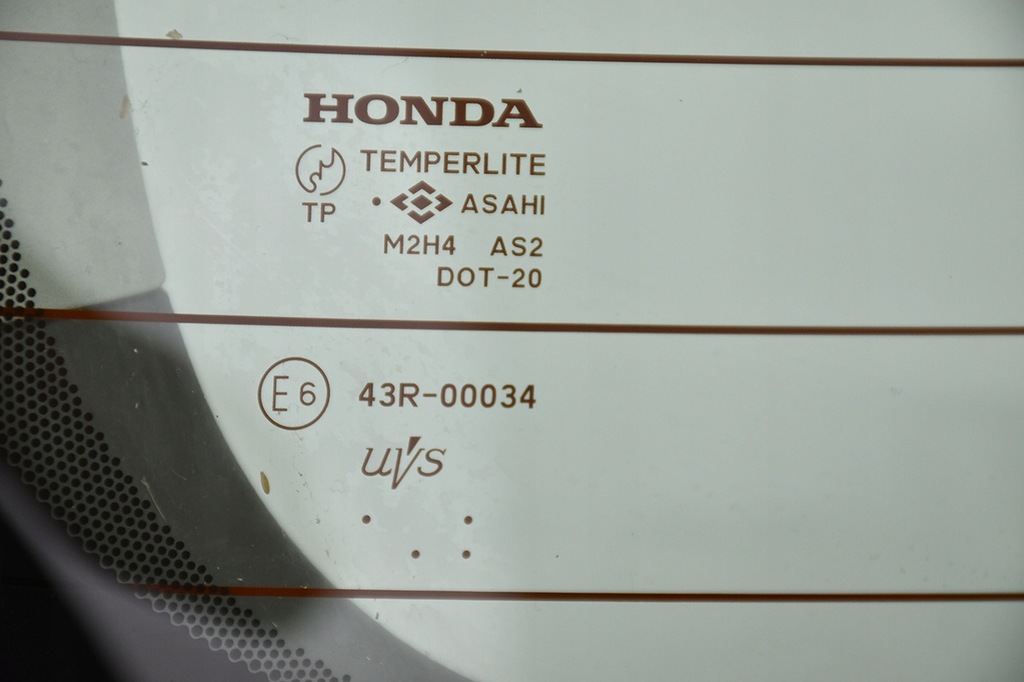 HONDA
TEMPERLITE
TP
ASAHI
M2H4 AS2
DOT-20
E6 43R-00034
UVS